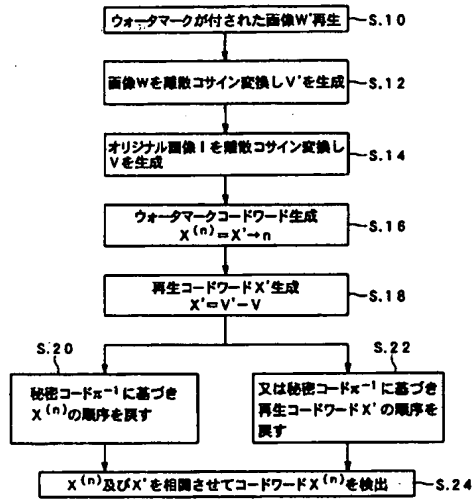 ウォータマークが付された画像W'再生
S.10
画像Wを離散コサイン変換しV'を生成
S.12
オリジナル画像Iを離散コサイン変換し
Vを生成
S.14
ウォータマークコードワード生成
X(n)=X'→n
S.16
再生コードワードX'生成
X'=V'−V
S.18
S.20
秘密コードπ-1に基づき
X(n)の順序を戻す
S.22
又は秘密コードπ-1に基づき
再生コードワードX'の順序を
戻す
X(n)及びX'を相関させてコードワードX(n)を検出
S.24